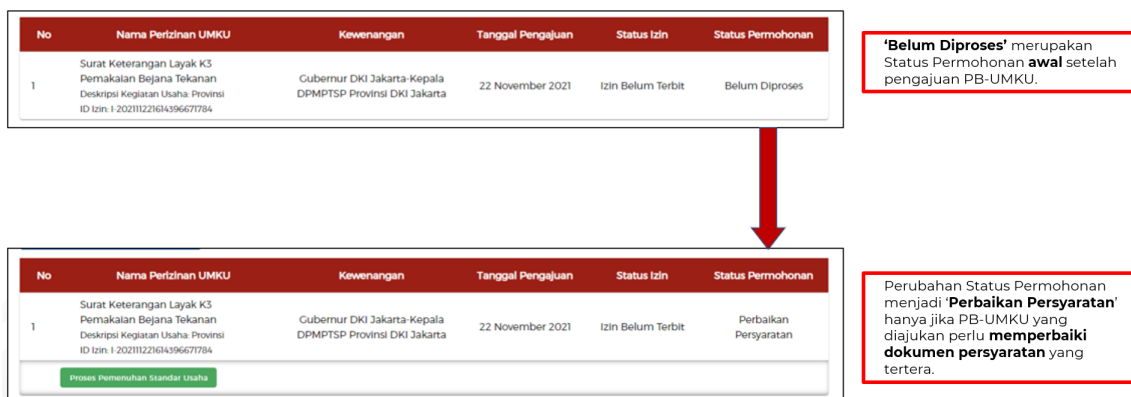 No Nama Perizinan UMKU Kewenangan Tanggal Pengajuan Status Izin Status Permohonan
Surat Keterangan Layak K3
Pemakaian Bejana Tekanan
Deskripsi Kegiatan Usaha: Provinsi
ID Izin: I-202111221614396671784
1
Gubernur DKI Jakarta-Kepala
DPMPTSP Provinsi DKI Jakarta
22 November 2021
Izin Belum Terbit
Belum Diproses
'Belum Diproses' merupakan
Status Permohonan awal setelah
pengajuan PB-UMKU.
No Nama Perizinan UMKU Kewenangan Tanggal Pengajuan Status Izin Status Permohonan
Surat Keterangan Layak K3
Pemakaian Bejana Tekanan
Deskripsi Kegiatan Usaha: Provinsi
ID Izin: I-202111221614396671784
1
Gubernur DKI Jakarta-Kepala
DPMPTSP Provinsi DKI Jakarta
22 November 2021
Izin Belum Terbit
Perbaikan
Persyaratan
Proses Pemenuhan Standar Usaha
Perubahan Status Permohonan
menjadi 'Perbaikan Persyaratan'
hanya jika PB-UMKU yang
diajukan perlu memperbaiki
dokumen persyaratan yang
tertera.